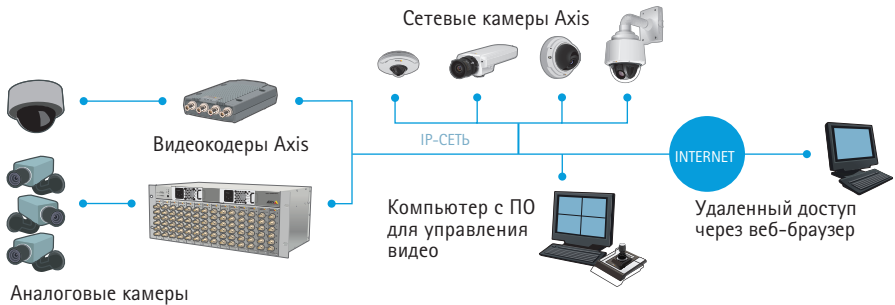 Сетевые камеры Axis
Видеокодеры Axis
IP-СЕТЬ
INTERNET
Компьютер с ПО
для управления
видео
Удаленный доступ
через веб-браузер
Аналоговые камеры